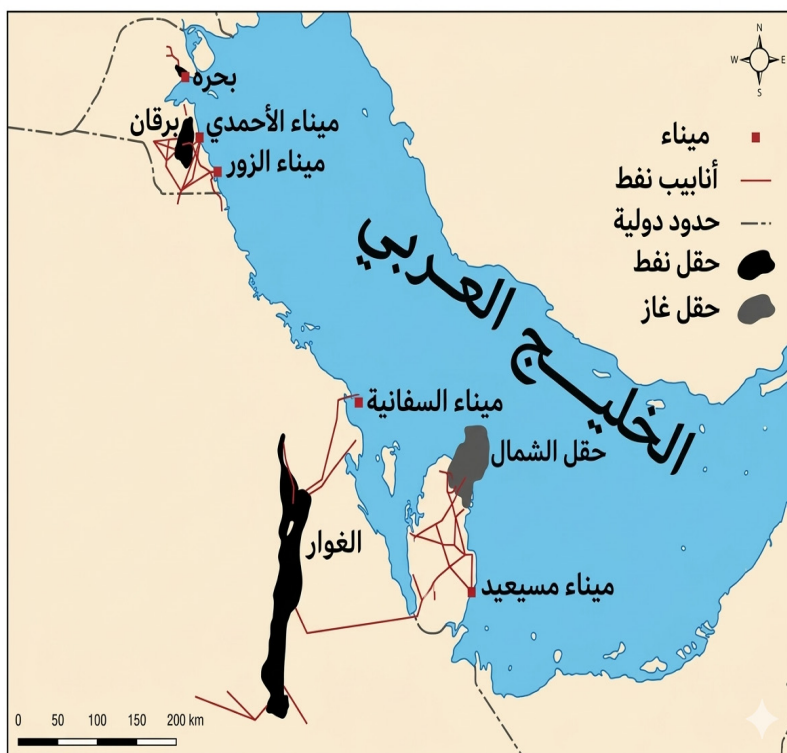 N
W E
S
بحره
برقان
ميناء الأحمدي
ميناء الزور
ميناء
أنابيب نفط
حدود دولية
حقل نفط
حقل غاز
الخليج العربي
ميناء السفانية
حقل الشمال
الغوار
ميناء مسيعيد
0 50 100 150 200 km